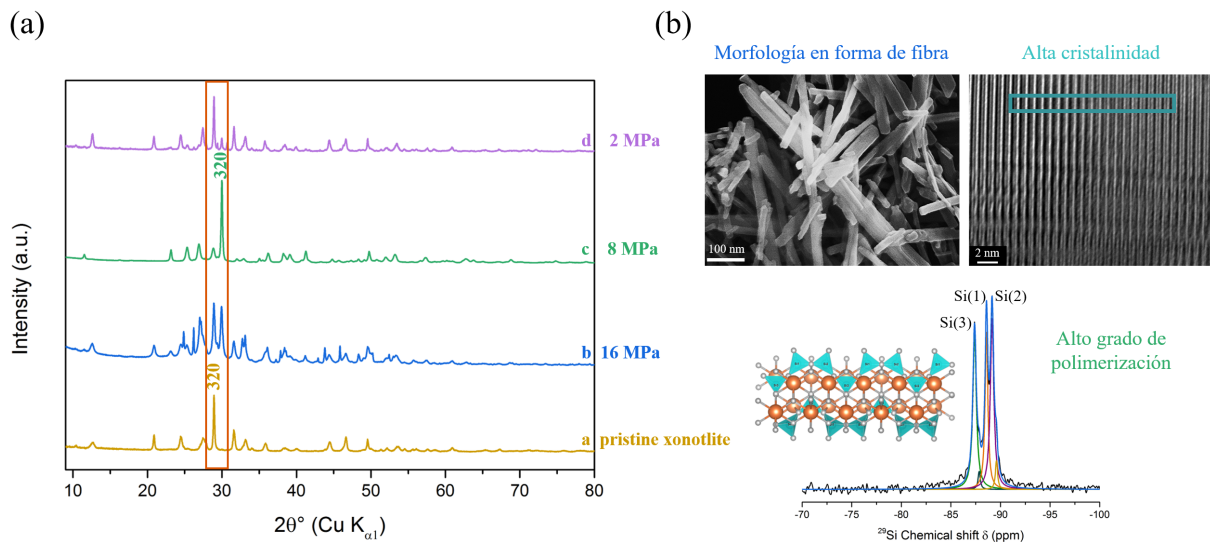 (a)
Intensity (a.u.)
d 2 MPa
320
c 8 MPa
b 16 MPa
320
a pristine xonotlite
10 20 30 40 50 60 70 80
2θ° (Cu Kα1)
(b)
Morfología en forma de fibra
Alta cristalinidad
100 nm
2 nm
Si(1) Si(2)
Si(3)
Alto grado de
polimerización
-70 -75 -80 -85 -90 -95 -100
29Si Chemical shift δ (ppm)